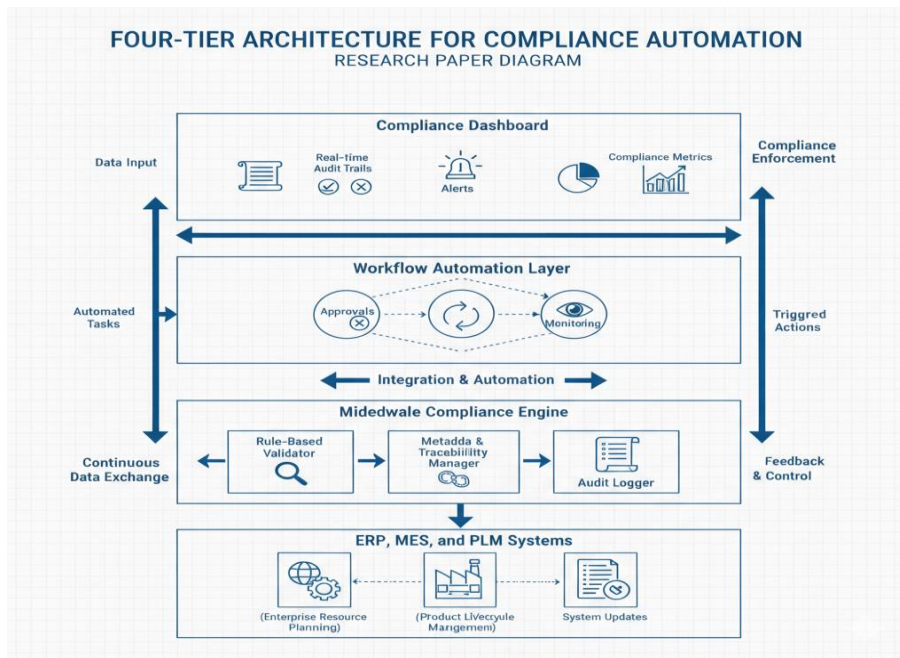 FOUR-TIER ARCHITECTURE FOR COMPLIANCE AUTOMATION
RESEARCH PAPER DIAGRAM
Compliance Dashboard
Data Input
Real-time
Audit Trails
Alerts
Compliance Metrics
Compliance
Enforcement
Workflow Automation Layer
Automated
Tasks
Approvals
Monitoring
Triggred
Actions
Integration & Automation
Midedwale Compliance Engine
Continuous
Data Exchange
Rule-Based
Validator
Metadda &
Tracebility
Manager
Audit Logger
Feedback
& Control
ERP, MES, and PLM Systems
(Enterprise Resource
Planning)
(Product Livecyule
Marigement)
System Updates